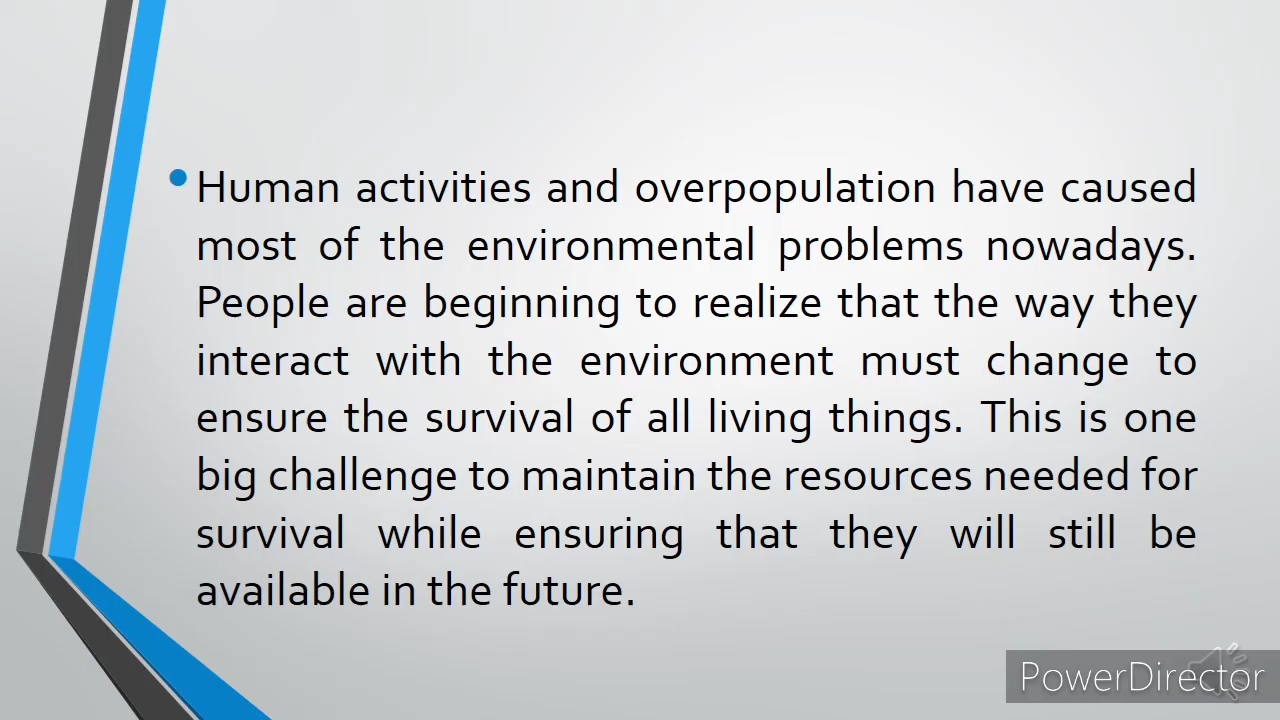 • Human activities and overpopulation have caused
most of the environmental problems nowadays.
People are beginning to realize that the way they
interact with the environment must change to
ensure the survival of all living things. This is one
big challenge to maintain the resources needed for
survival while ensuring that they will still be
available in the future.
PowerDirector